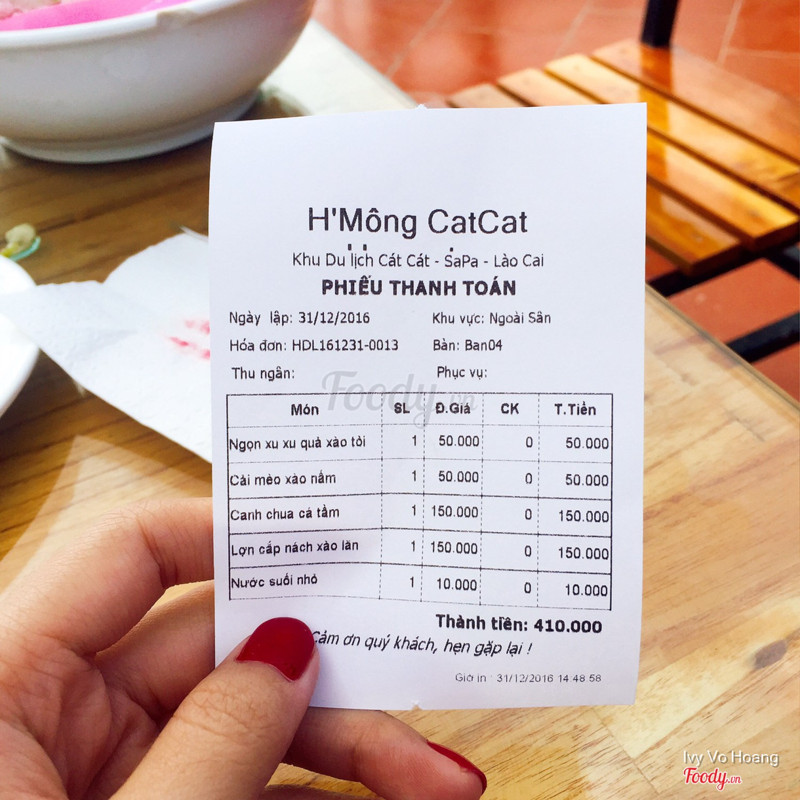 H'Mông CatCat
Khu Du lịch Cát Cát - SaPa - Lào Cai
PHIẾU THANH TOÁN
Ngày lập: 31/12/2016 Khu vực: Ngoài Sân
Hóa đơn: HDL161231-0013 Bàn: Ban04
Thu ngân: Phục vụ:
Foody.vn
Món SL Đ.Giá CK T.Tiền
Ngọn xu xu quả xào tỏi 1 50.000 0 50.000
Cải mèo xào nấm 1 50.000 0 50.000
Canh chua cá tầm 1 150.000 0 150.000
Lợn cắp nách xào lăn 1 150.000 0 150.000
Nước suối nhỏ 1 10.000 0 10.000
Thành tiền: 410.000
Cảm ơn quý khách, hẹn gặp lại !
Giờ in : 31/12/2016 14 48 58
Ivy Vo Hoang
Foody.vn